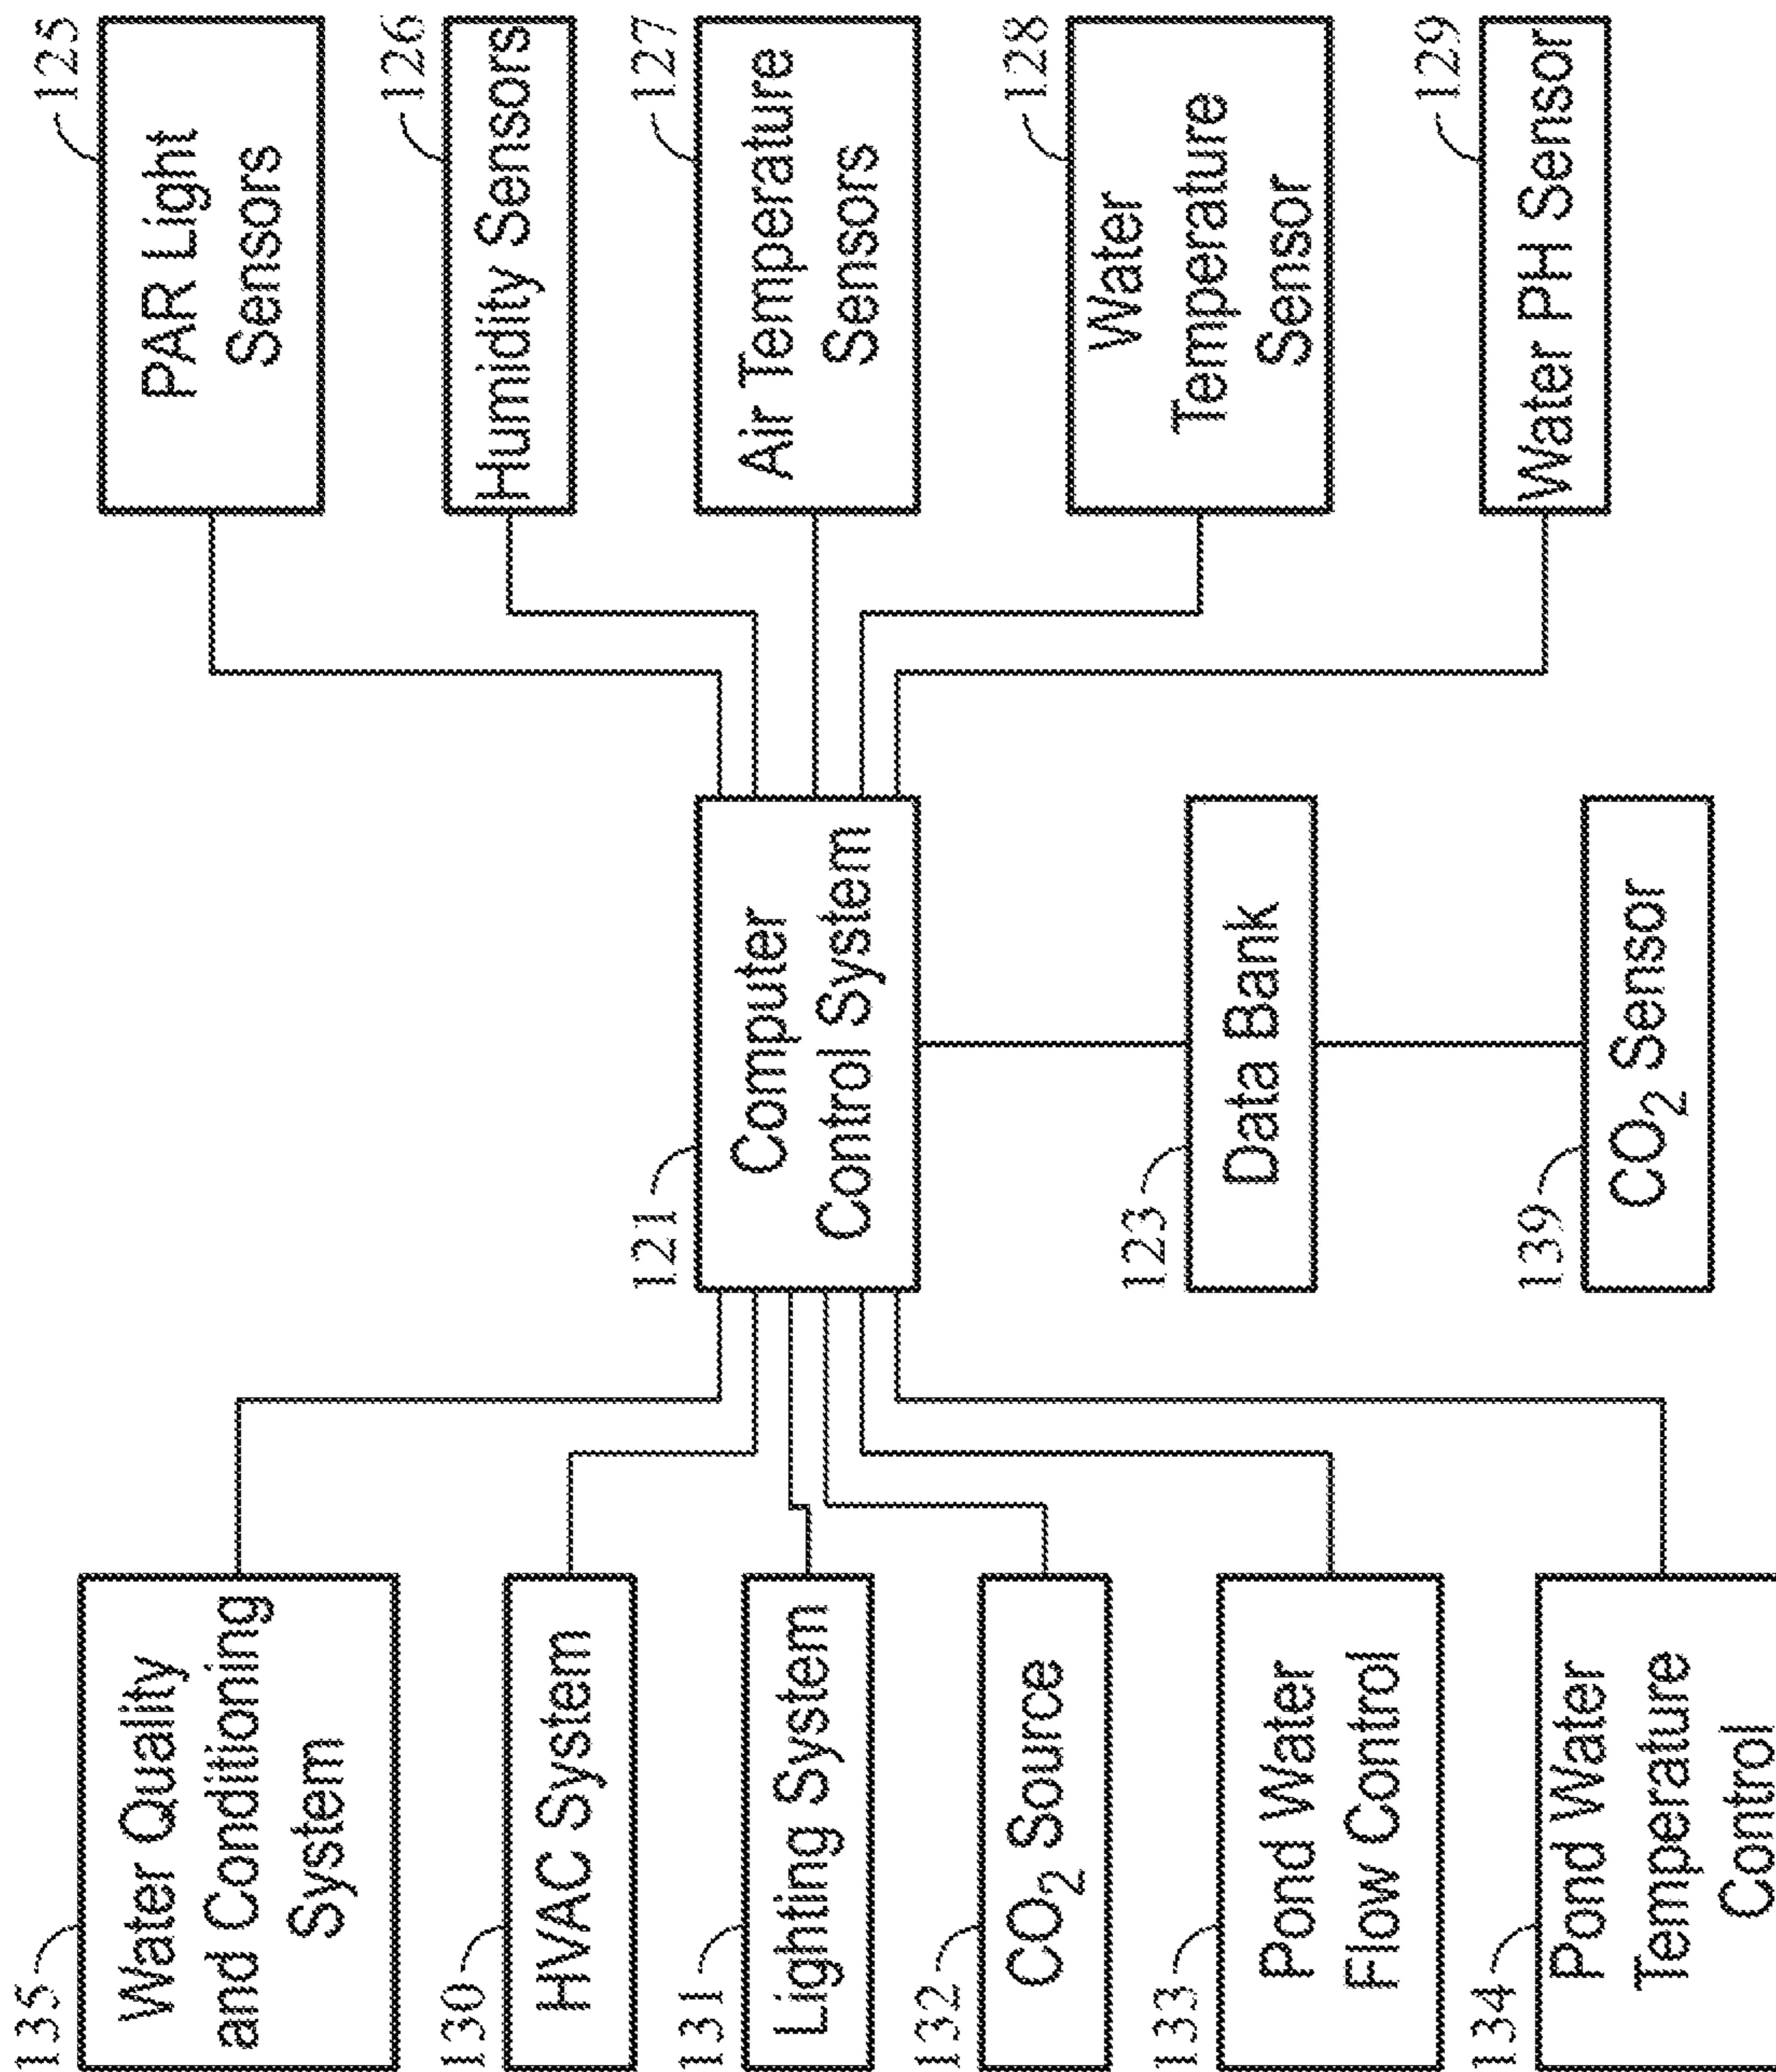 135
Water Quality
and Conditioning
System
130
HVAC System
131
Lighting System
132
CO₂ Source
133
Pond Water
Flow Control
134
Pond Water
Temperature
Control
121
Computer
Control System
123
Data Bank
139
CO₂ Sensor
125
PAR Light
Sensors
126
Humidity Sensors
127
Air Temperature
Sensors
128
Water
Temperature
Sensor
129
Water PH Sensor